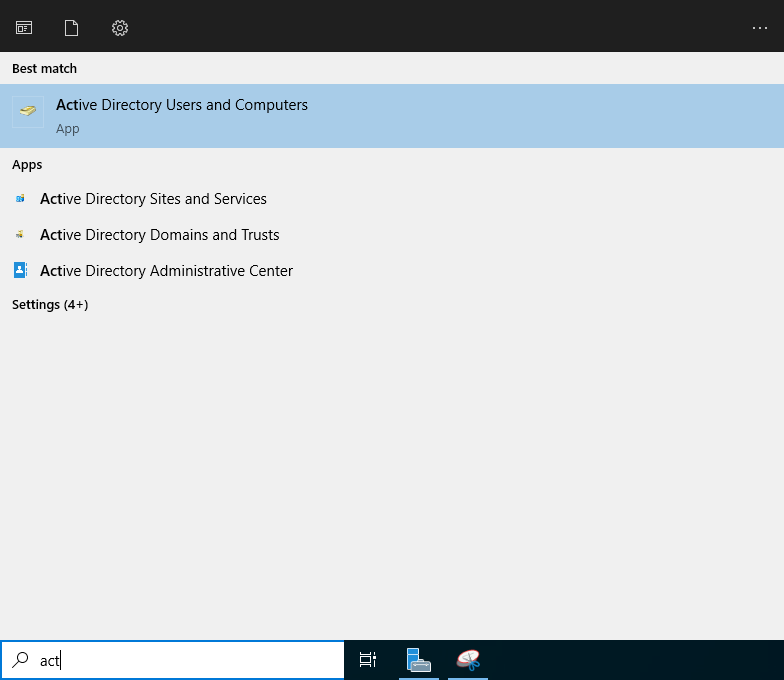 Best match
Active Directory Users and Computers
App
Apps
Active Directory Sites and Services
Active Directory Domains and Trusts
Active Directory Administrative Center
Settings (4+)
act